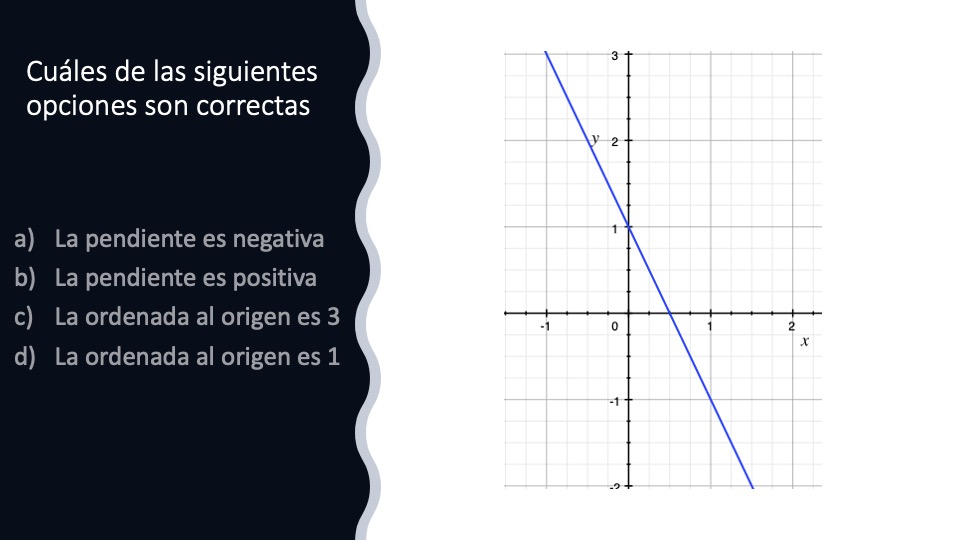 Cuáles de las siguientes
opciones son correctas
a) La pendiente es negativa
b) La pendiente es positiva
c) La ordenada al origen es 3
d) La ordenada al origen es 1
3
y 2
1
-1 0 1 2
x
-1
-2